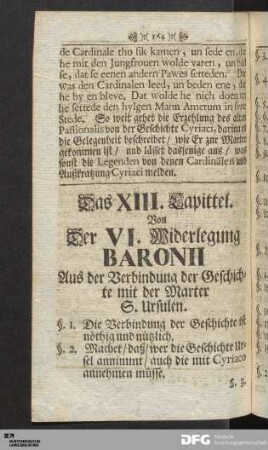 de Cardinale tho sik kamen, un sede en, dat
he mit den Jungfrouen wolde varen, un bad
se, dat se eenen andern Pawes setteden.
was den Cardinalen leed, un beden ene, dat
he by en bleve. Dat wolde he nich doen, un
he settede den hylgen Mann Ametum in syne
Stede. So weit gehet die Erzehlung des alten
Passionalis von der Geschichte Cyriaci, darinn es
die Gelegenheit beschreibet / wie Er zur Marter
gekommen ist / und lässet dasjenige aus / was
sonst die Legenden von denen Cardinälen und
Außkratzung Cyriaci melden.
Das XIII. Capittel.
Von
Der VI. Widerlegung
BARONII
Aus der Verbindung der Geschich-
te mit der Marter
S. Ursulen.
§. 1. Die Verbindung der Geschichte ist
nöthig und nützlich.
§. 2. Machet / daß / wer die Geschichte Ur-
sel annimmt / auch die mit Cyriaco
annehmen müsse.
§. 3.
DFG